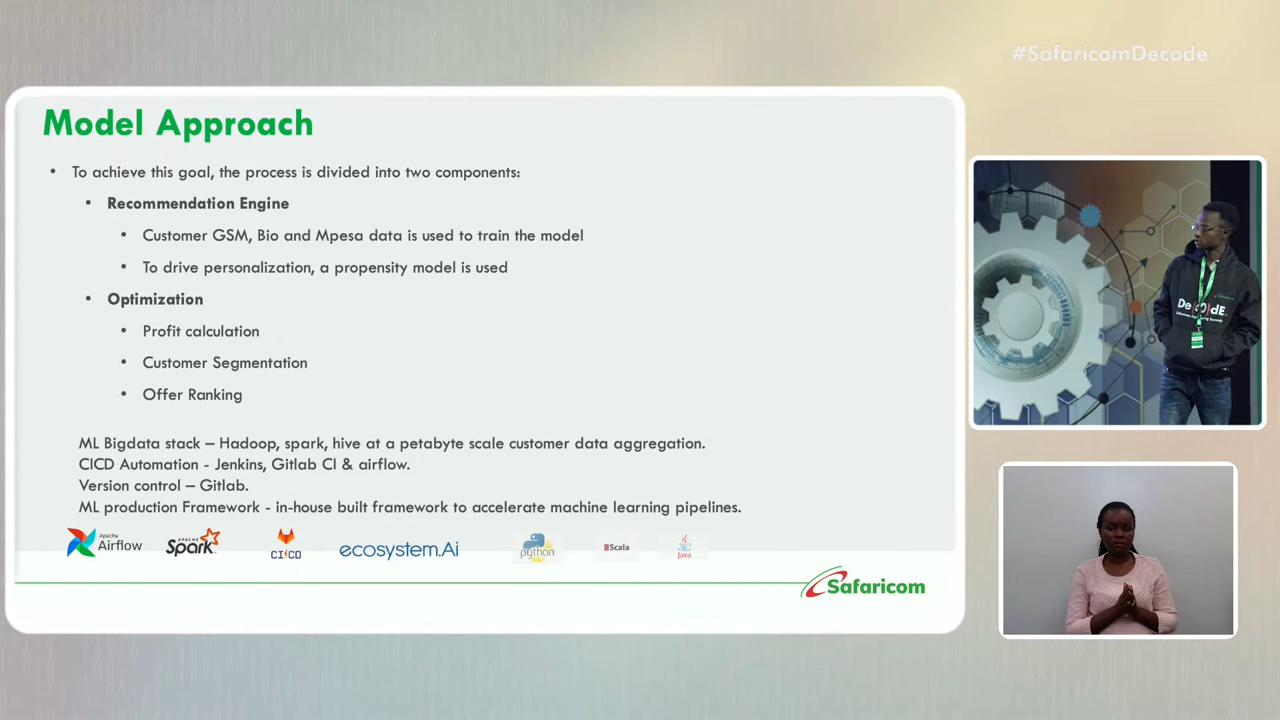 #SafaricomDecade
Model Approach
• To achieve this goal, the process is divided into two components:
• Recommendation Engine
• Customer GSM, Bio and Mpesa data is used to train the model
• To drive personalization, a propensity model is used
• Optimization
• Profit calculation
• Customer Segmentation
• Offer Ranking
ML Bigdata stack – Hadoop, spark, hive at a petabyte scale customer data aggregation.
CICD Automation - Jenkins, Gitlab CI & airflow.
Version control – Gitlab.
ML production Framework - in-house built framework to accelerate machine learning pipelines.
Apache
Airflow
APACHE
Spark
CI/CD
ecosystem.Ai
python
Scala
Java
Safaricom